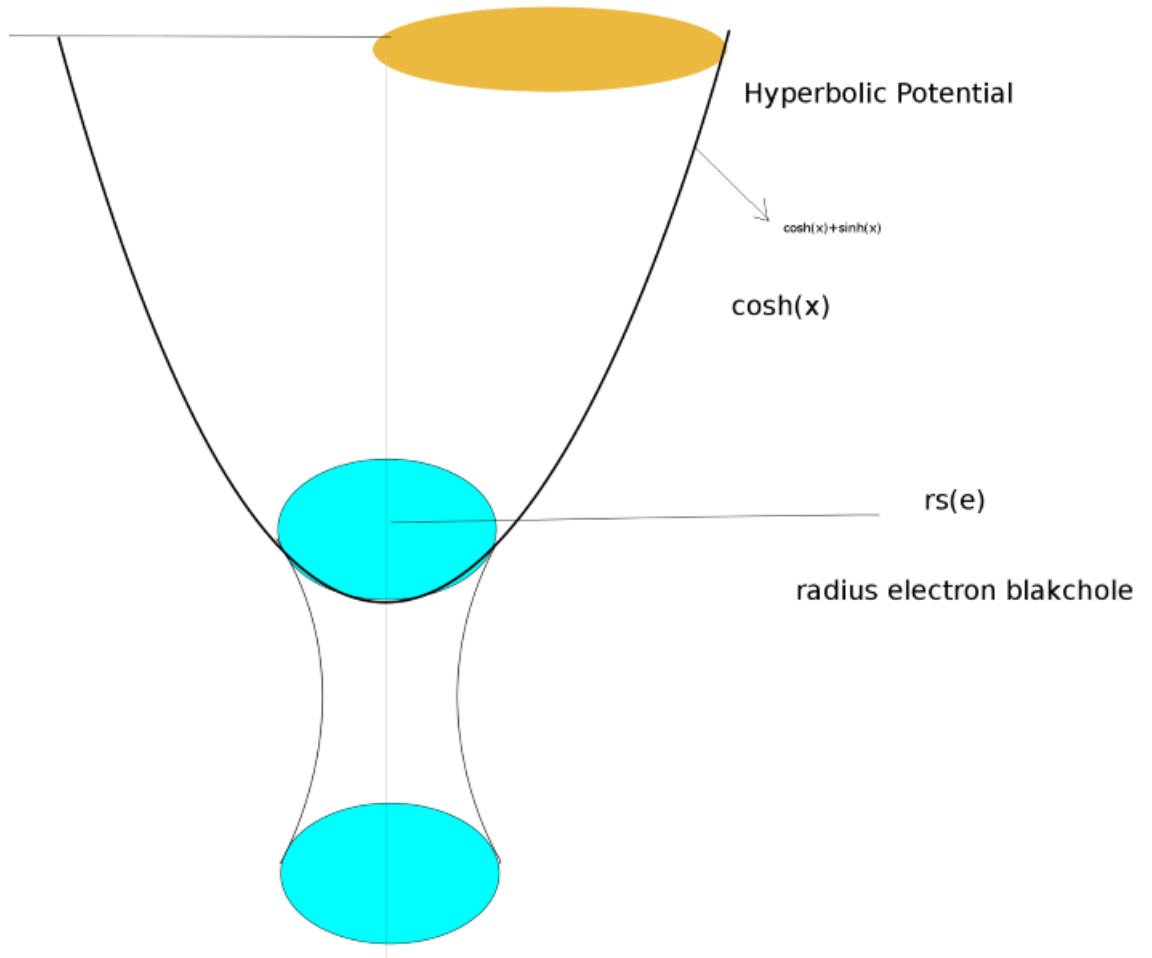 Hyperbolic Potential
cosh(x)+sinh(x)
cosh(x)
rs(e)
radius electron blakchole